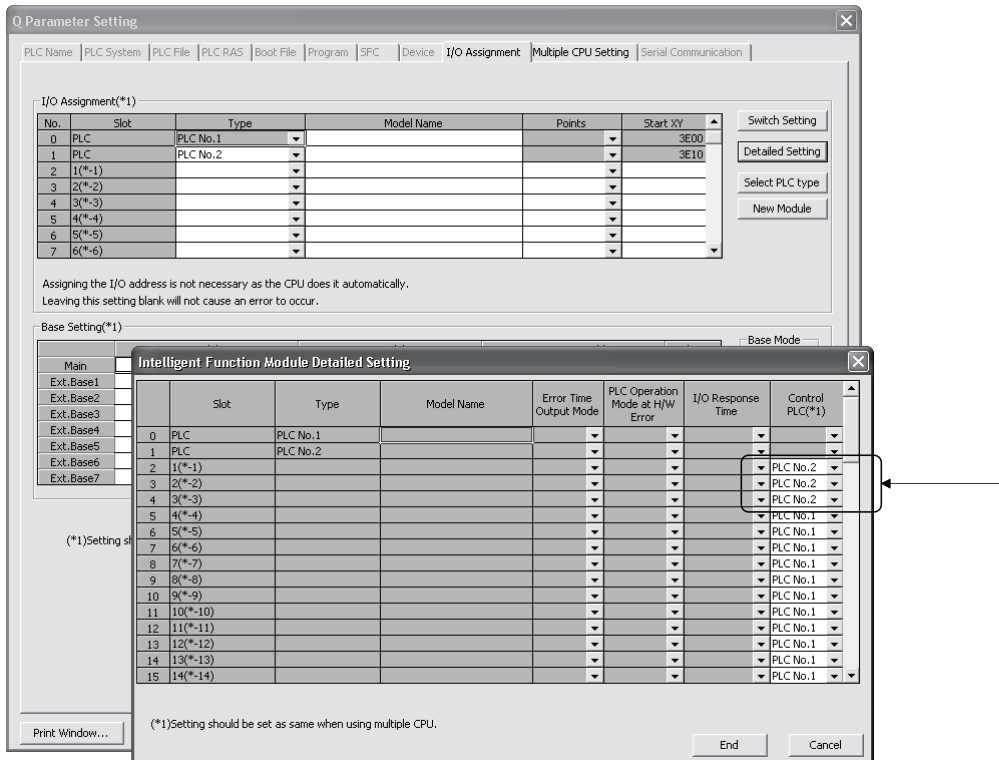 Q Parameter Setting
PLC Name PLC System PLC File PLC RAS Boot File Program SFC Device I/O Assignment Multiple CPU Setting Serial Communication
I/O Assignment(*1)
No. Slot Type Model Name Points Start XY
0 PLC PLC No.1 3E00
1 PLC PLC No.2 3E10
2 1(*-1)
3 2(*-2)
4 3(*-3)
5 4(*-4)
6 5(*-5)
7 6(*-6)
Switch Setting
Detailed Setting
Select PLC type
New Module
Assigning the I/O address is not necessary as the CPU does it automatically.
Leaving this setting blank will not cause an error to occur.
Base Setting(*1)
Base Mode
Main
Ext.Base1
Ext.Base2
Ext.Base3
Ext.Base4
Ext.Base5
Ext.Base6
Ext.Base7
(*1)Setting
Print Window...
Intelligent Function Module Detailed Setting
Slot Type Model Name Error Time Output Mode PLC Operation Mode at H/W Error I/O Response Time Control PLC(*1)
0 PLC PLC No.1
1 PLC PLC No.2
2 1(*-1) PLC No.2
3 2(*-2) PLC No.2
4 3(*-3) PLC No.2
5 4(*-4) PLC No.1
6 5(*-5) PLC No.1
7 6(*-6) PLC No.1
8 7(*-7) PLC No.1
9 8(*-8) PLC No.1
10 9(*-9) PLC No.1
11 10(*-10) PLC No.1
12 11(*-11) PLC No.1
13 12(*-12) PLC No.1
14 13(*-13) PLC No.1
15 14(*-14) PLC No.1
(*1)Setting should be set as same when using multiple CPU.
End Cancel